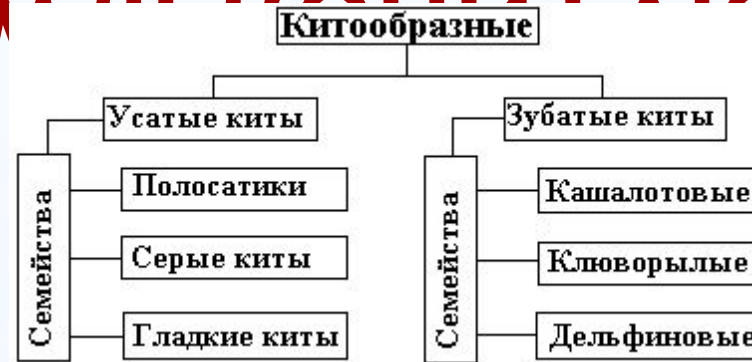 Китообразные
Усатые киты
Зубатые киты
Семейства
Полосатики
Серые киты
Гладкие киты
Семейства
Кашалотовые
Клюворылые
Дельфиновые